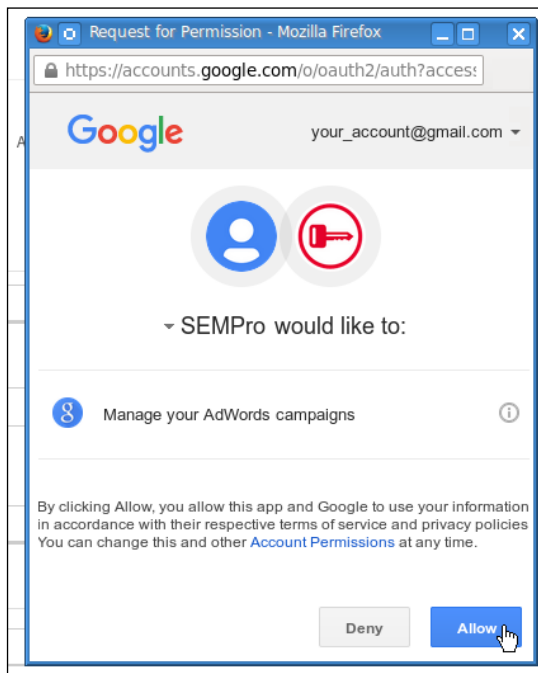 Request for Permission - Mozilla Firefox
https://accounts.google.com/o/oauth2/auth?access
A
Google
your_account@gmail.com
SEMPro would like to:
8
Manage your AdWords campaigns
By clicking Allow, you allow this app and Google to use your information
in accordance with their respective terms of service and privacy policies
You can change this and other Account Permissions at any time.
Deny
Allow